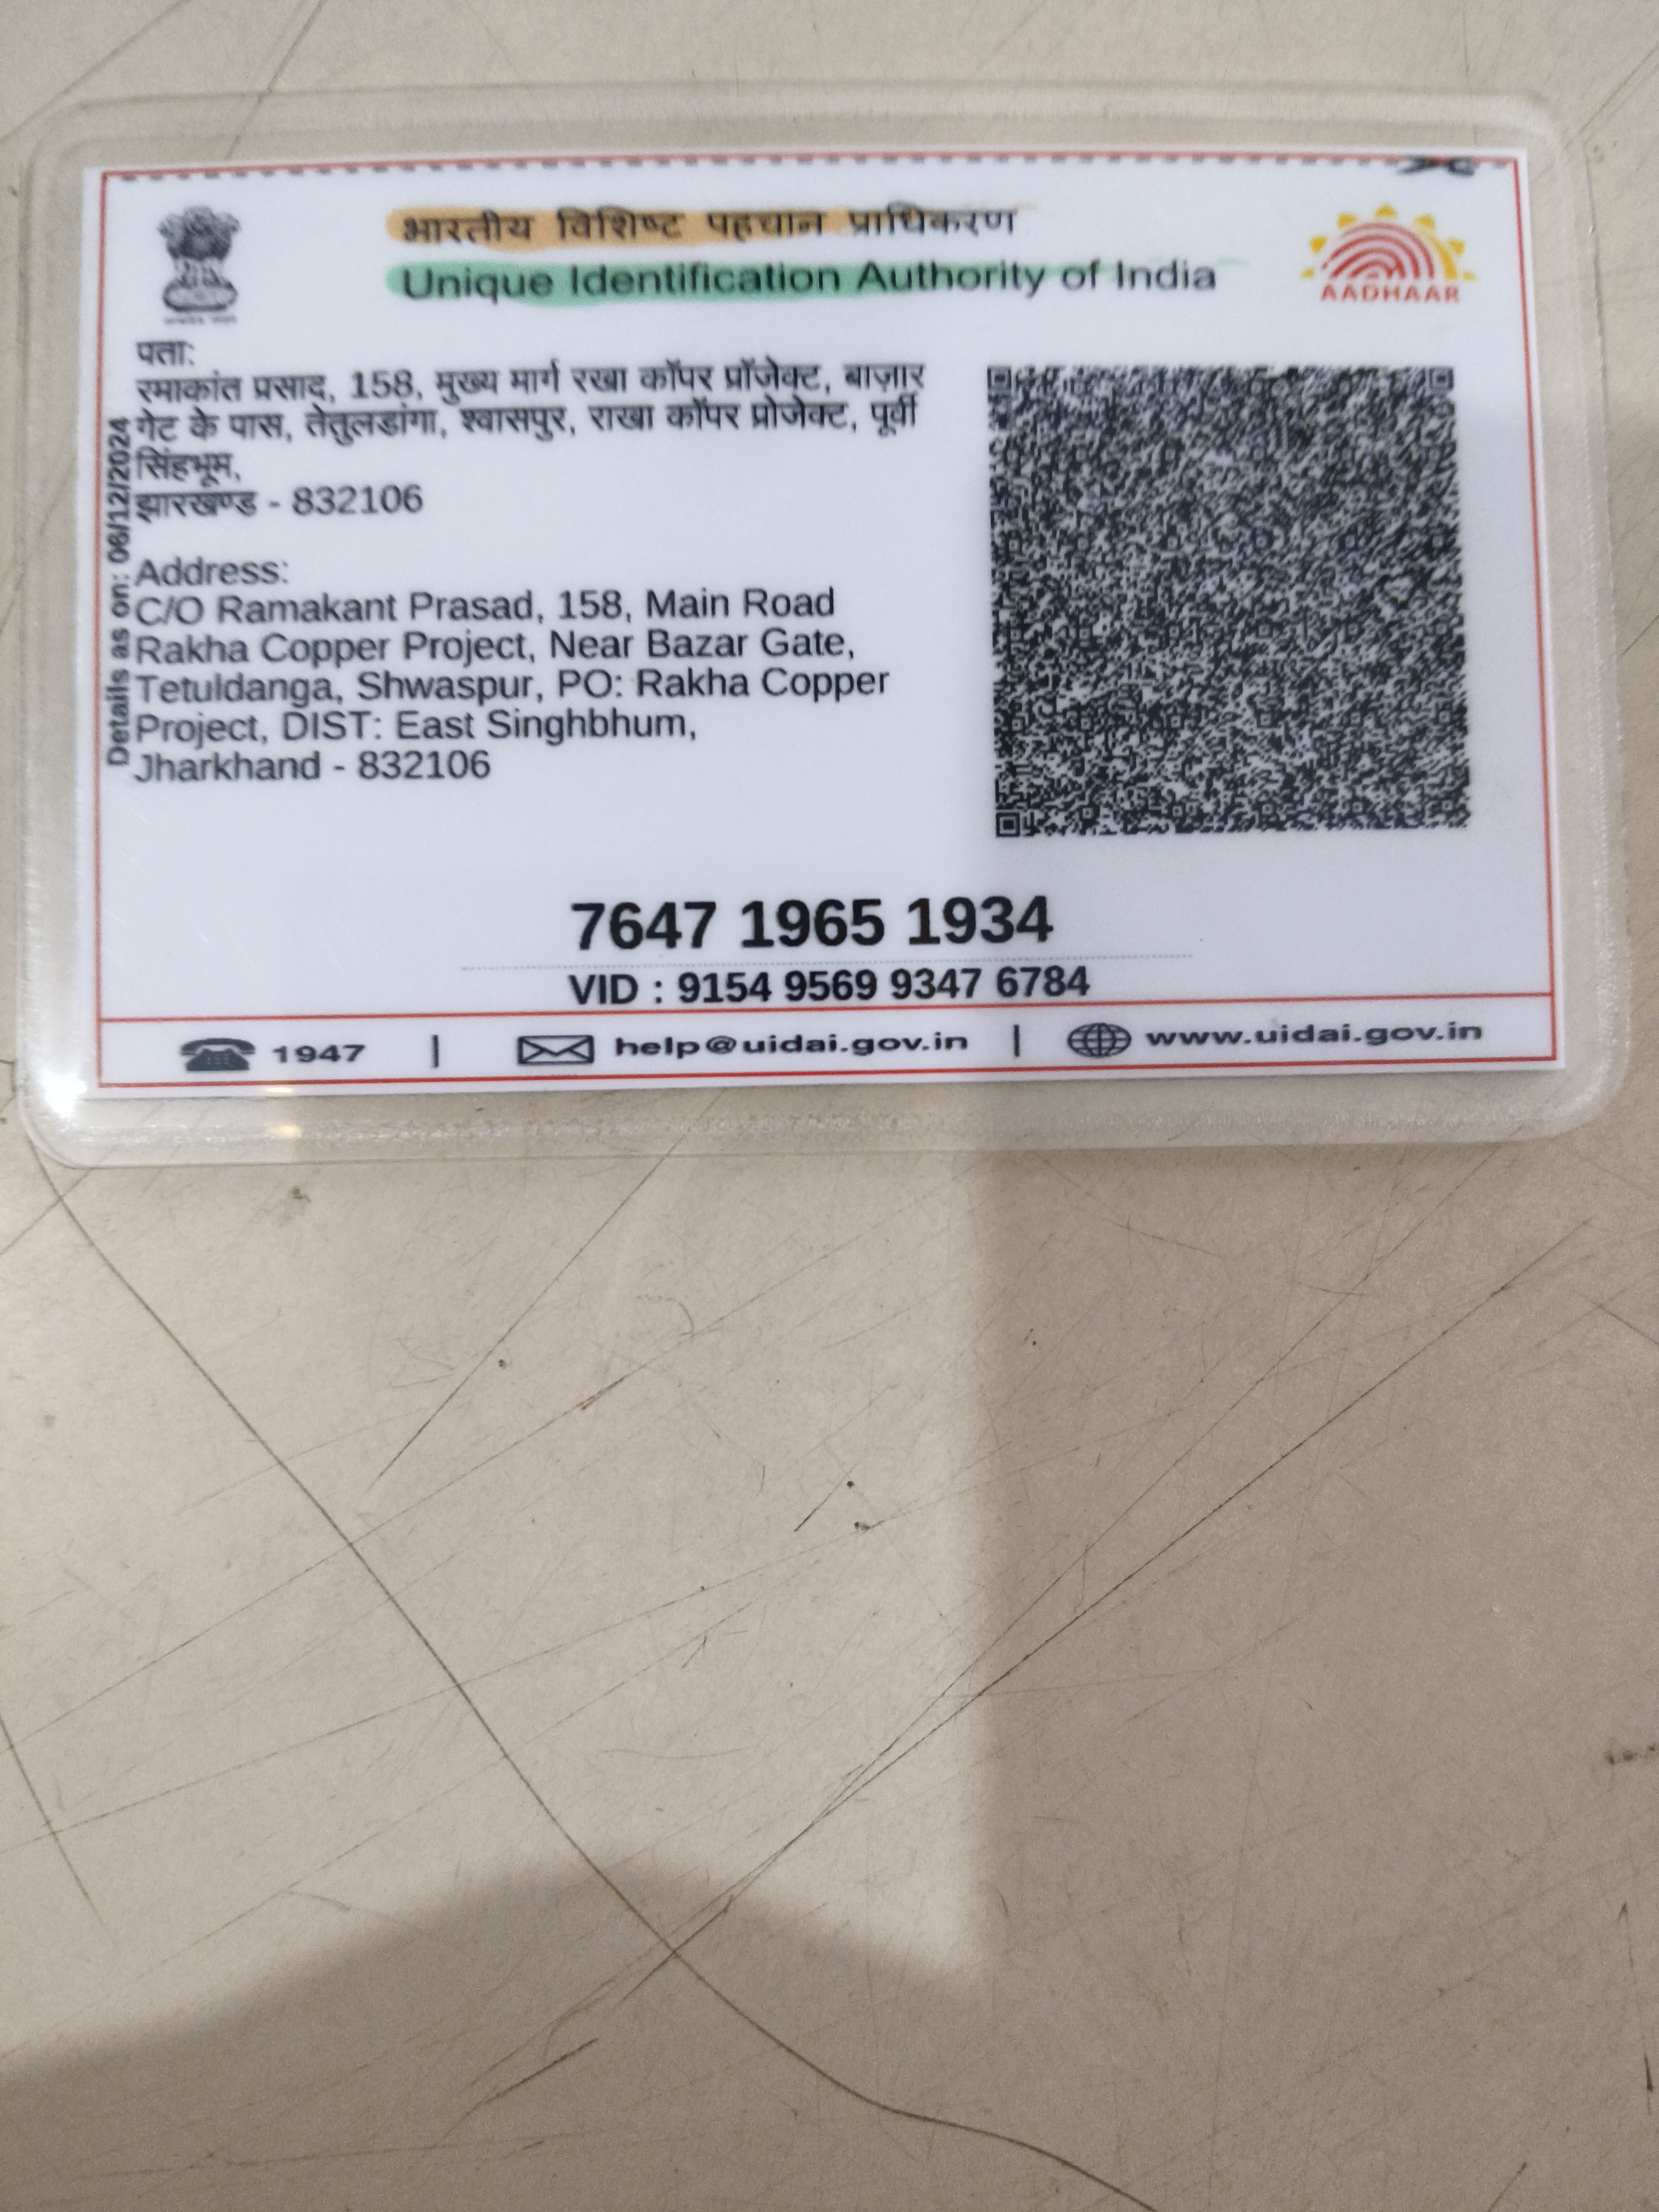 भारतीय विशिष्ट पहचान प्राधिकरण
Unique Identification Authority of India
AADHAAR
पता:
रमाकांत प्रसाद, 158, मुख्य मार्ग रखा कॉपर प्रॉजेक्ट, बाज़ार
गेट के पास, तेतुलडांगा, श्वासपुर, राखा कॉपर प्रोजेक्ट, पूर्वी
सिंहभूम,
झारखण्ड - 832106
Details as on: 06/12/2024
Address:
C/O Ramakant Prasad, 158, Main Road
Rakha Copper Project, Near Bazar Gate,
Tetuldanga, Shwaspur, PO: Rakha Copper
Project, DIST: East Singhbhum,
Jharkhand - 832106
7647 1965 1934
VID : 9154 9569 9347 6784
1947 | help@uidai.gov.in | www.uidai.gov.in